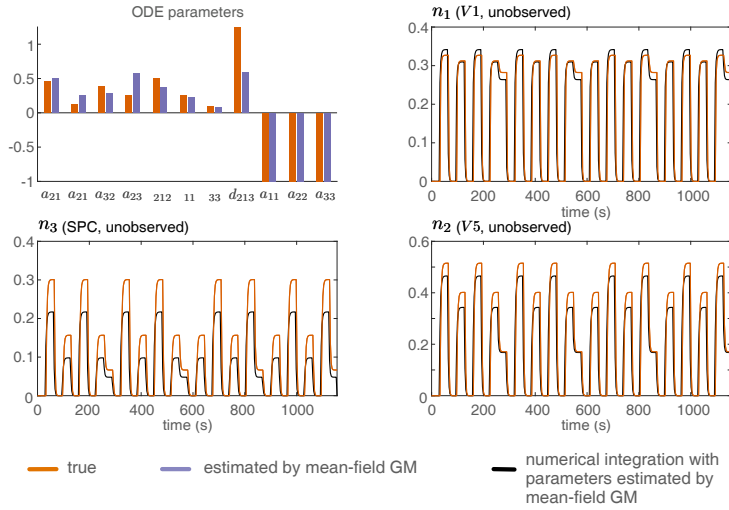 ODE parameters
0.5
0
-0.5
-1
a21 a21 a32 a23 212 11 33 d213 a11 a22 a33
n1 (V1, unobserved)
0.4
0.3
0.2
0.1
0
0 200 400 600 800 1000
time (s)
n3 (SPC, unobserved)
0.4
0.3
0.2
0.1
0
0 200 400 600 800 1000
time (s)
n2 (V5, unobserved)
0.6
0.4
0.2
0
0 200 400 600 800 1000
time (s)
true
estimated by mean-field GM
numerical integration with
parameters estimated by
mean-field GM